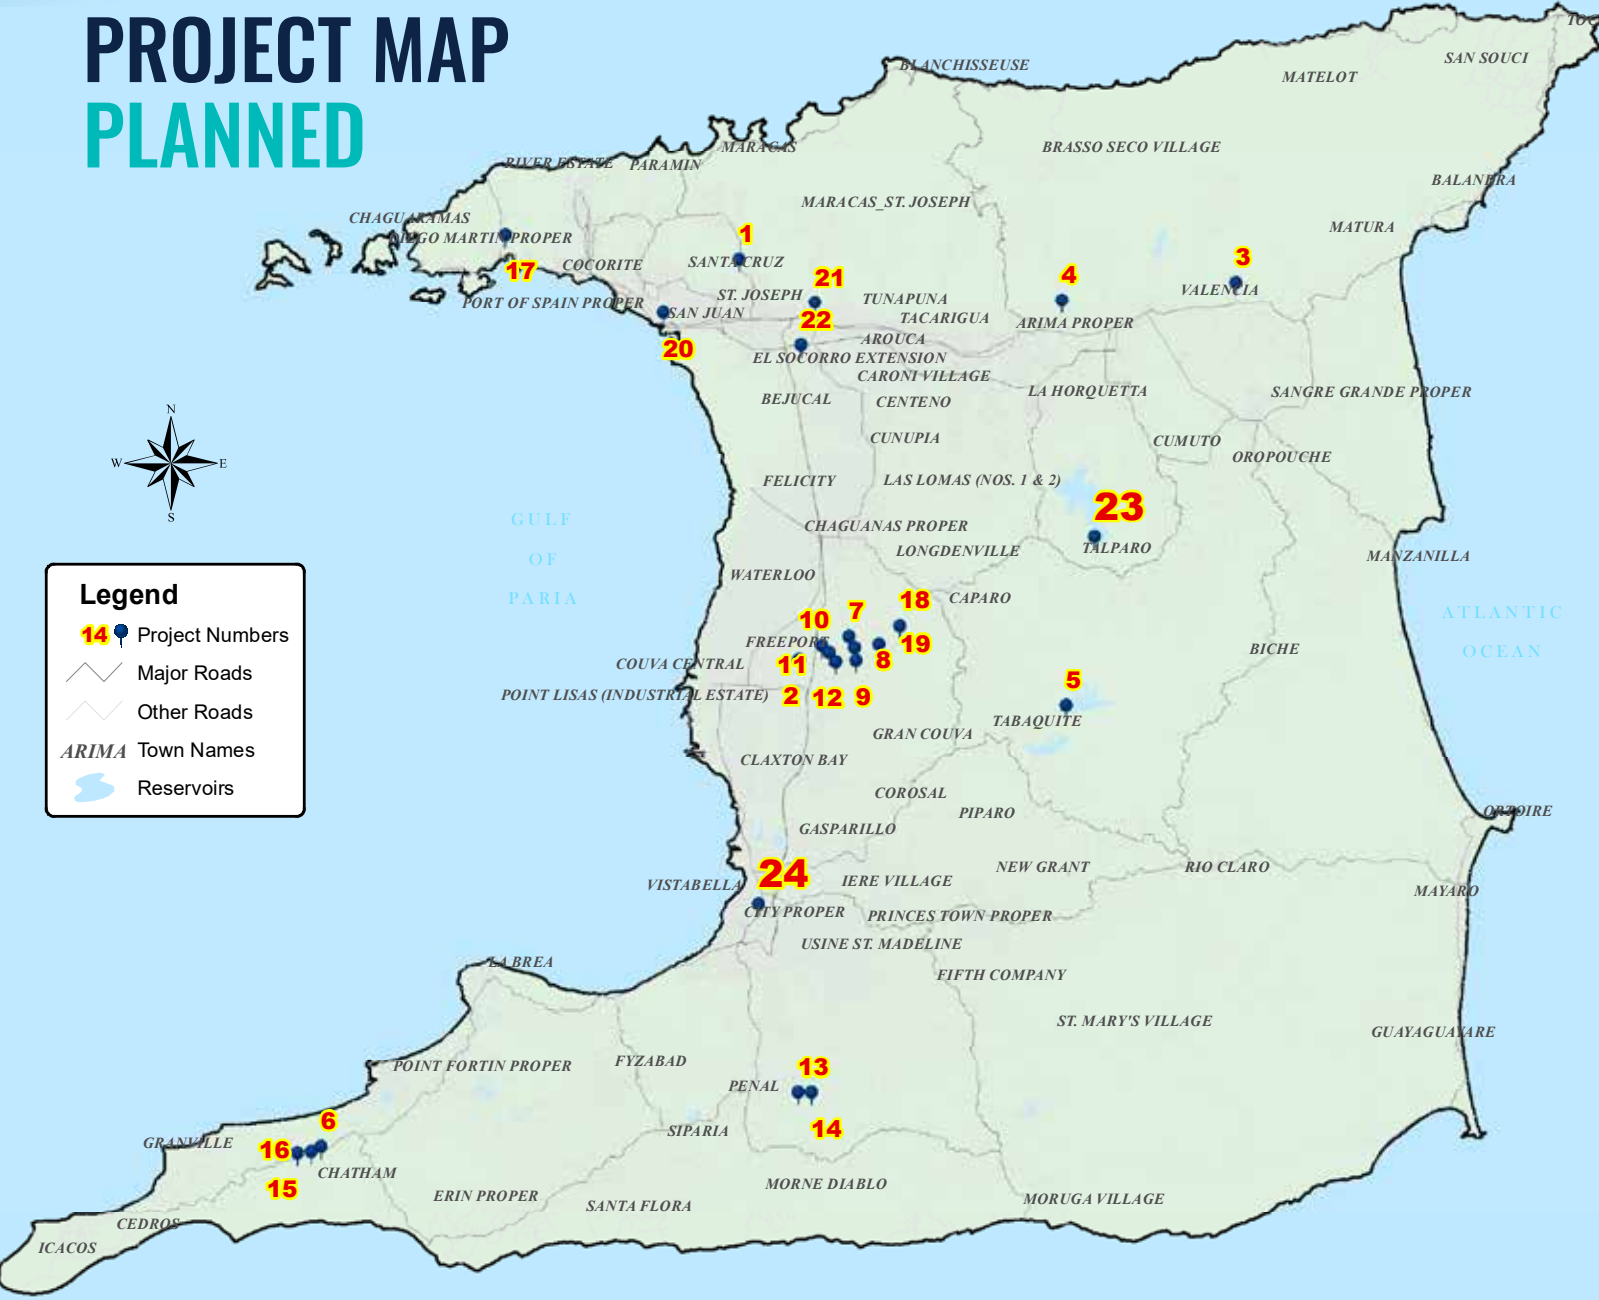 PROJECT MAP
PLANNED
BLANCHISSEUSE
SAN SOUCI
MATELOT
MARACAS
BRASSO SECO VILLAGE
RIVER ESTATE
PARAMIN
BALANDRA
MARACAS_ST. JOSEPH
CHAGUARAMAS
MATURA
1
DIEGO MARTIN PROPER
3
17
COCORITE
SANTA CRUZ
21
4
VALENCIA
PORT OF SPAIN PROPER
ST. JOSEPH
TUNAPUNA
SAN JUAN
22
TACARIGUA
ARIMA PROPER
20
AROUCA
EL SOCORRO EXTENSION
CARONI VILLAGE
LA HORQUETTA
SANGRE GRANDE PROPER
BEJUCAL
CENTENO
N
W
E
S
CUNUPIA
CUMUTO
OROPOUCHE
FELICITY
LAS LOMAS (NOS. 1 & 2)
23
GULF
OF
PARIA
CHAGUANAS PROPER
LONGDENVILLE
TALPARO
MANZANILLA
WATERLOO
CAPARO
ATLANTIC
OCEAN
10
7
18
FREEPORT
19
BICHE
COUVA CENTRAL
11
8
POINT LISAS (INDUSTRIAL ESTATE)
2
12
9
5
TABAQUITE
GRAN COUVA
CLAXTON BAY
Legend
14 Project Numbers
Major Roads
Other Roads
ARIMA Town Names
Reservoirs
COROSAL
PIPARO
ORTOIRE
GASPARILLO
24
NEW GRANT
RIO CLARO
VISTABELLA
IERE VILLAGE
MAYARO
CITY PROPER
PRINCES TOWN PROPER
USINE ST. MADELINE
LA BREA
FIFTH COMPANY
ST. MARY'S VILLAGE
GUAYAGUAYARE
POINT FORTIN PROPER
FYZABAD
13
PENAL
6
14
GRANVILLE
16
SIPARIA
CHATHAM
15
MORNE DIABLO
ERIN PROPER
SANTA FLORA
MORUGA VILLAGE
CEDROS
ICACOS